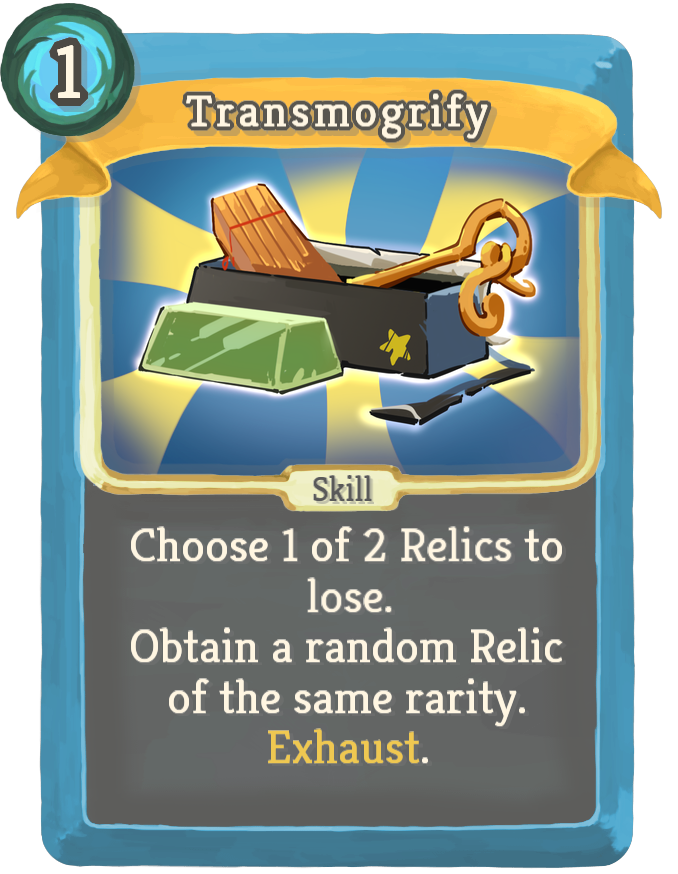 1
Transmogrify
Skill
Choose 1 of 2 Relics to
lose.
Obtain a random Relic
of the same rarity.
Exhaust.